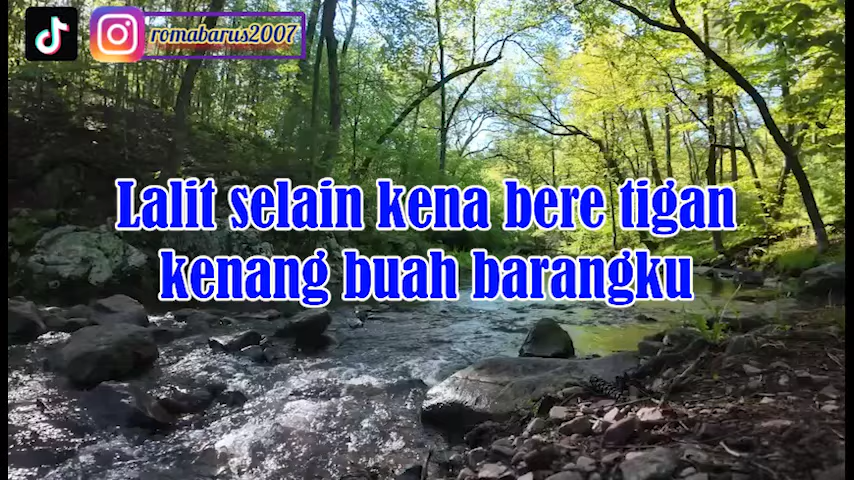 romabarus2007
Lalit selain kena bere tigan
kenang buah barangku